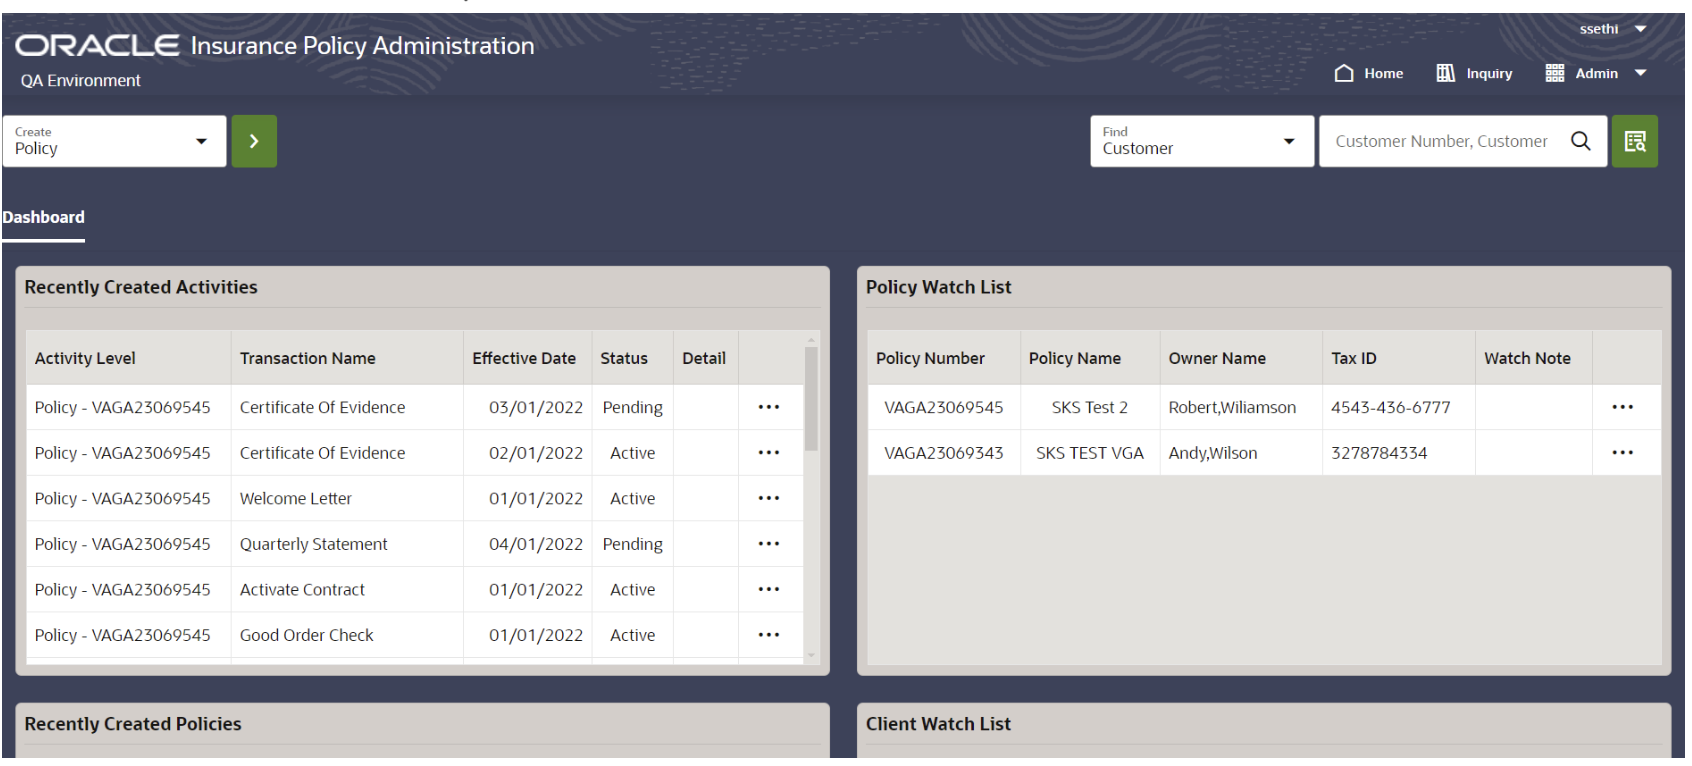 ORACLE Insurance Policy Administration
QA Environment
ssethi
Home Inquiry Admin
Create
Policy
Find
Customer
Customer Number, Customer
Dashboard
Recently Created Activities
Activity Level Transaction Name Effective Date Status Detail
Policy - VAGA23069545 Certificate Of Evidence 03/01/2022 Pending ...
Policy - VAGA23069545 Certificate Of Evidence 02/01/2022 Active ...
Policy - VAGA23069545 Welcome Letter 01/01/2022 Active ...
Policy - VAGA23069545 Quarterly Statement 04/01/2022 Pending ...
Policy - VAGA23069545 Activate Contract 01/01/2022 Active ...
Policy - VAGA23069545 Good Order Check 01/01/2022 Active ...
Policy Watch List
Policy Number Policy Name Owner Name Tax ID Watch Note
VAGA23069545 SKS Test 2 Robert,Wiliamson 4543-436-6777 ...
VAGA23069343 SKS TEST VGA Andy,Wilson 3278784334 ...
Recently Created Policies
Client Watch List